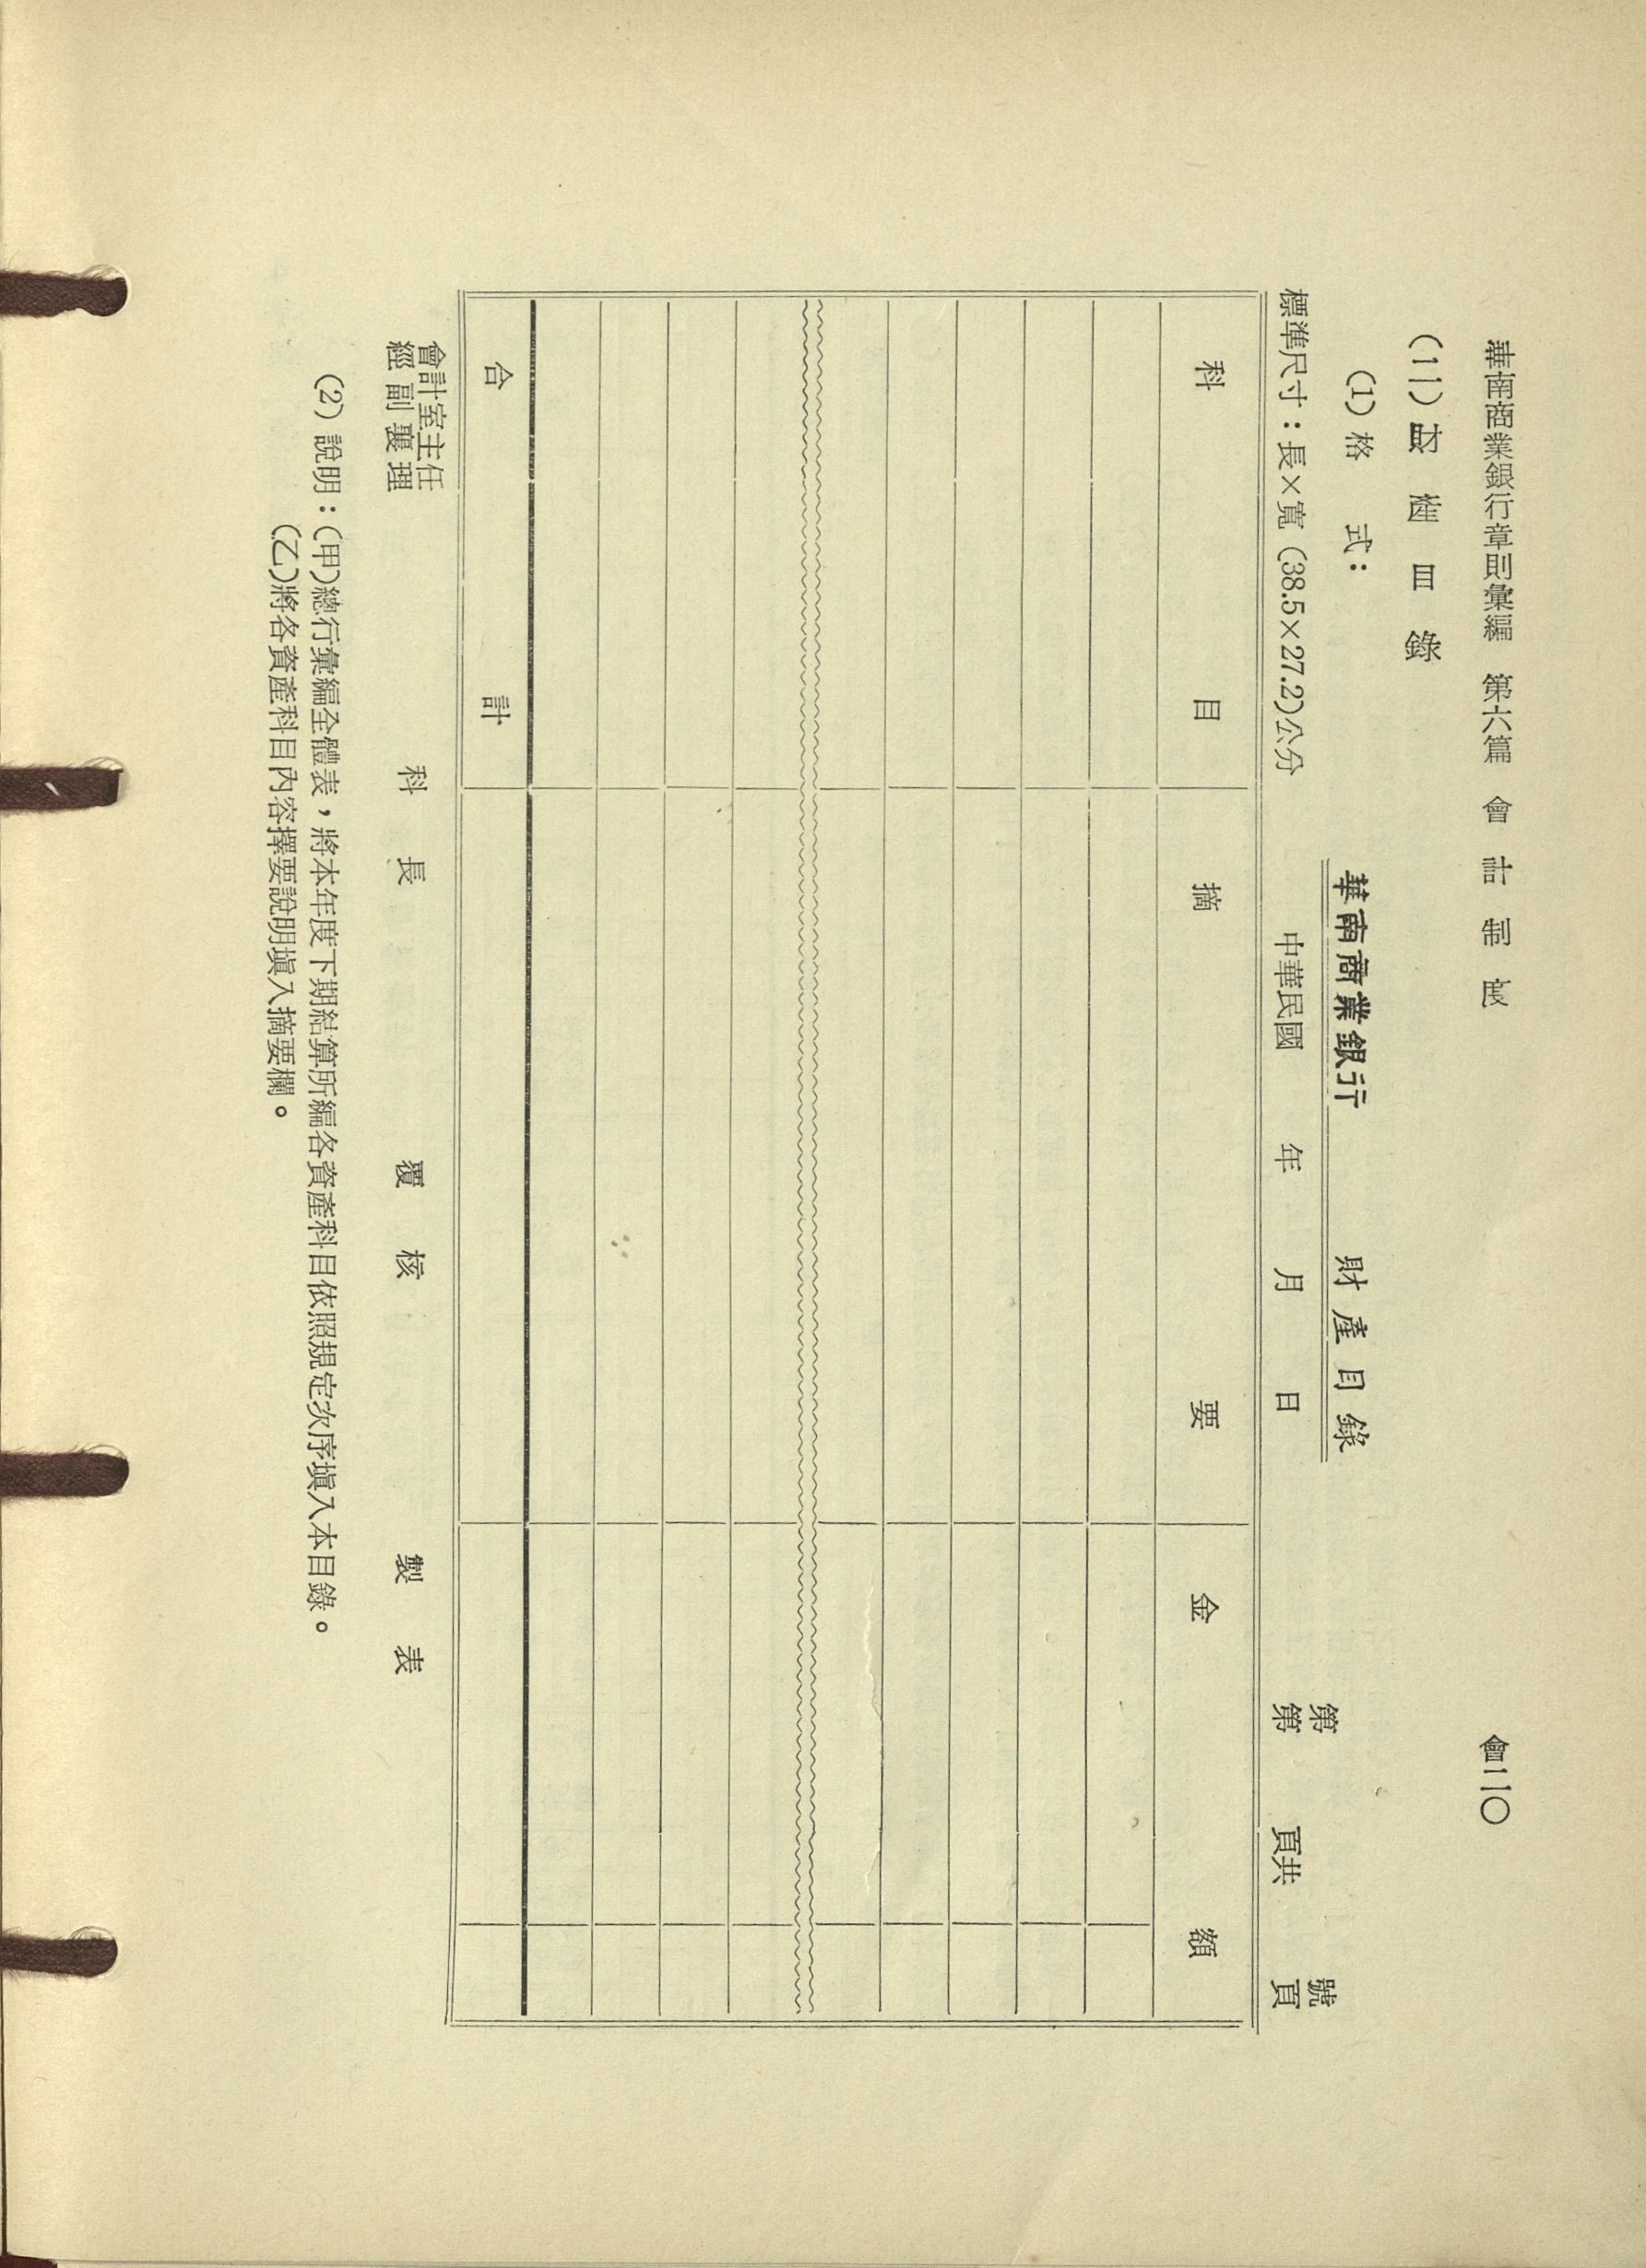 華南商業銀行章則彙編　第六篇　會計制度　會一一〇
(一一)財產目錄
(1)格式：
華南商業銀行　財產目錄
第　號
標準尺寸：長×寬 (38.5×27.2)公分　中華民國　年　月　日　第　頁共　頁
科目　摘要　金額
合計
會計室主任
經副襄理　科長　覆核　製表
(2)說明：(甲)總行彙編全體表，將本年度下期結算所編各資產科目依照規定次序塡入本目錄。
(乙)將各資產科目內容擇要說明塡入摘要欄。